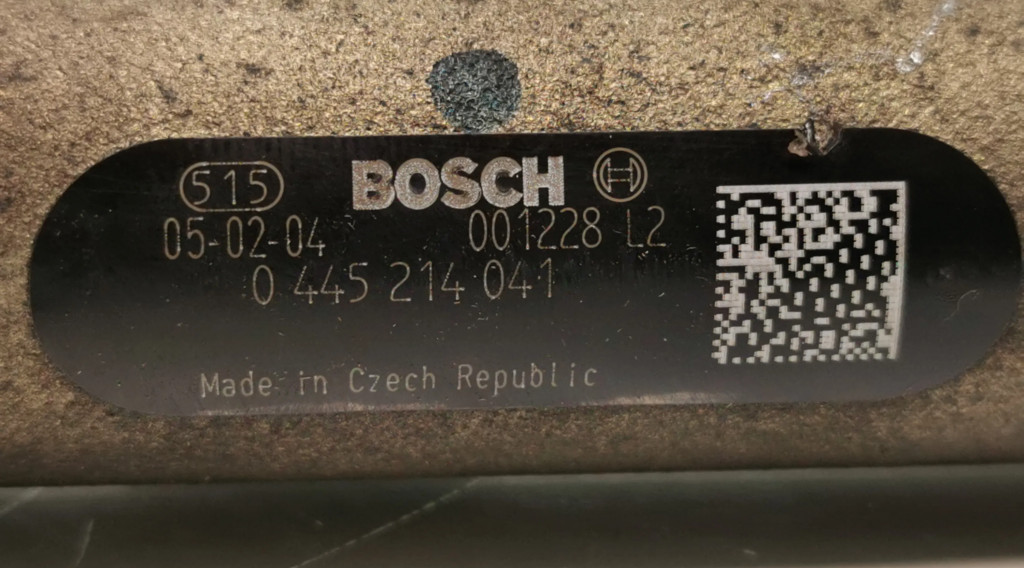 515 BOSCH
05-02-04 001228 L2
0 445 214 041
Made in Czech Republic